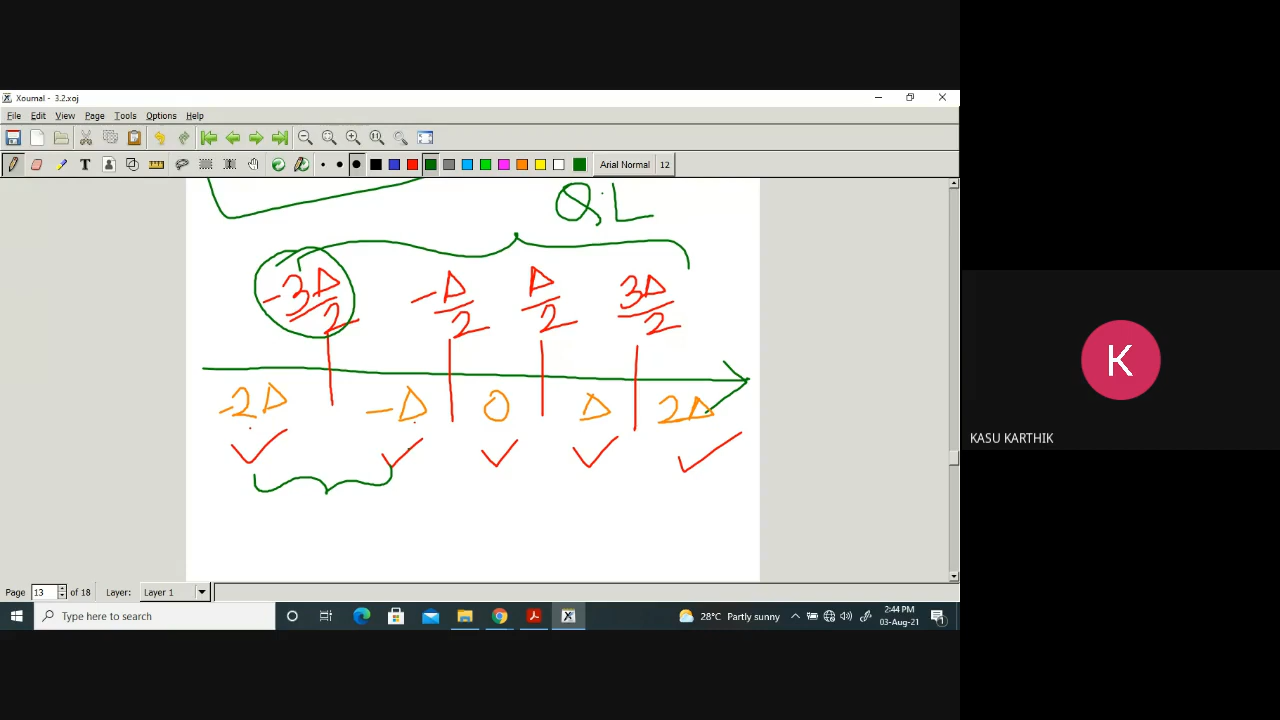 Xournal - 3.2.xoj
File Edit View Page Tools Options Help
T Arial Normal 12
Q.L
-3Δ/2 -Δ/2 Δ/2 3Δ/2
-2Δ -Δ 0 Δ 2Δ
K
KASU KARTHIK
Page 13 of 18 Layer: Layer 1
Type here to search 28°C Partly sunny 2:44 PM
03-Aug-21 1